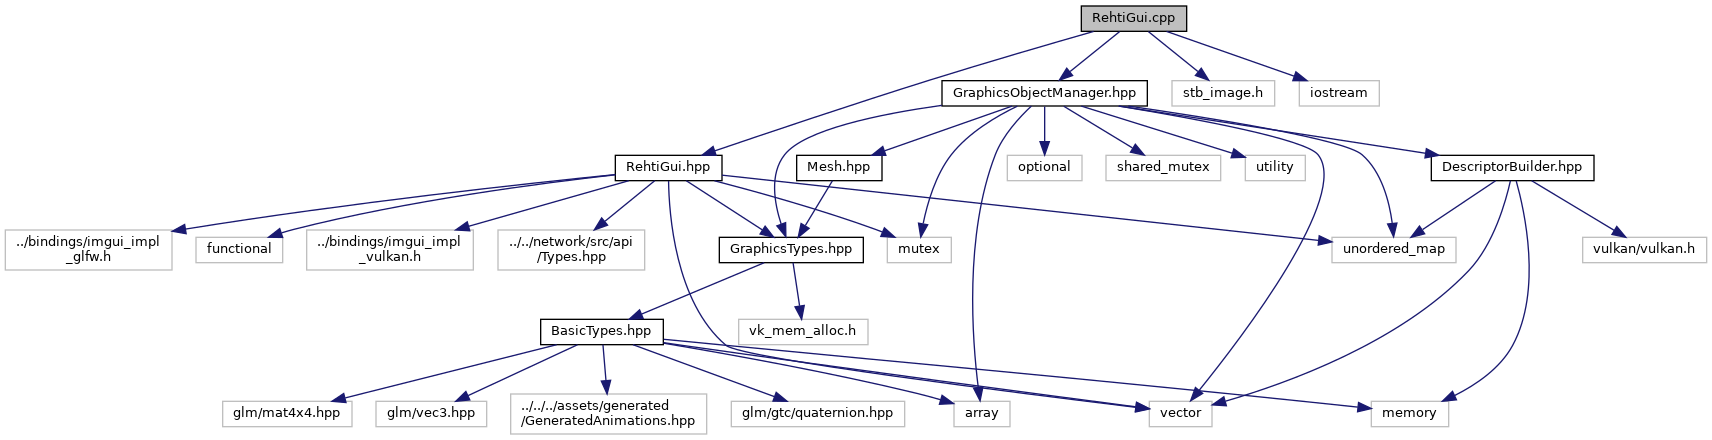 RehtiGui.cpp
GraphicsObjectManager.hpp
stb_image.h
iostream
RehtiGui.hpp
Mesh.hpp
optional
shared_mutex
utility
DescriptorBuilder.hpp
../bindings/imgui_impl
_glfw.h
functional
../bindings/imgui_impl
_vulkan.h
../../network/src/api
/Types.hpp
GraphicsTypes.hpp
mutex
unordered_map
vulkan/vulkan.h
BasicTypes.hpp
vk_mem_alloc.h
glm/mat4x4.hpp
glm/vec3.hpp
../../../assets/generated
/GeneratedAnimations.hpp
glm/gtc/quaternion.hpp
array
vector
memory